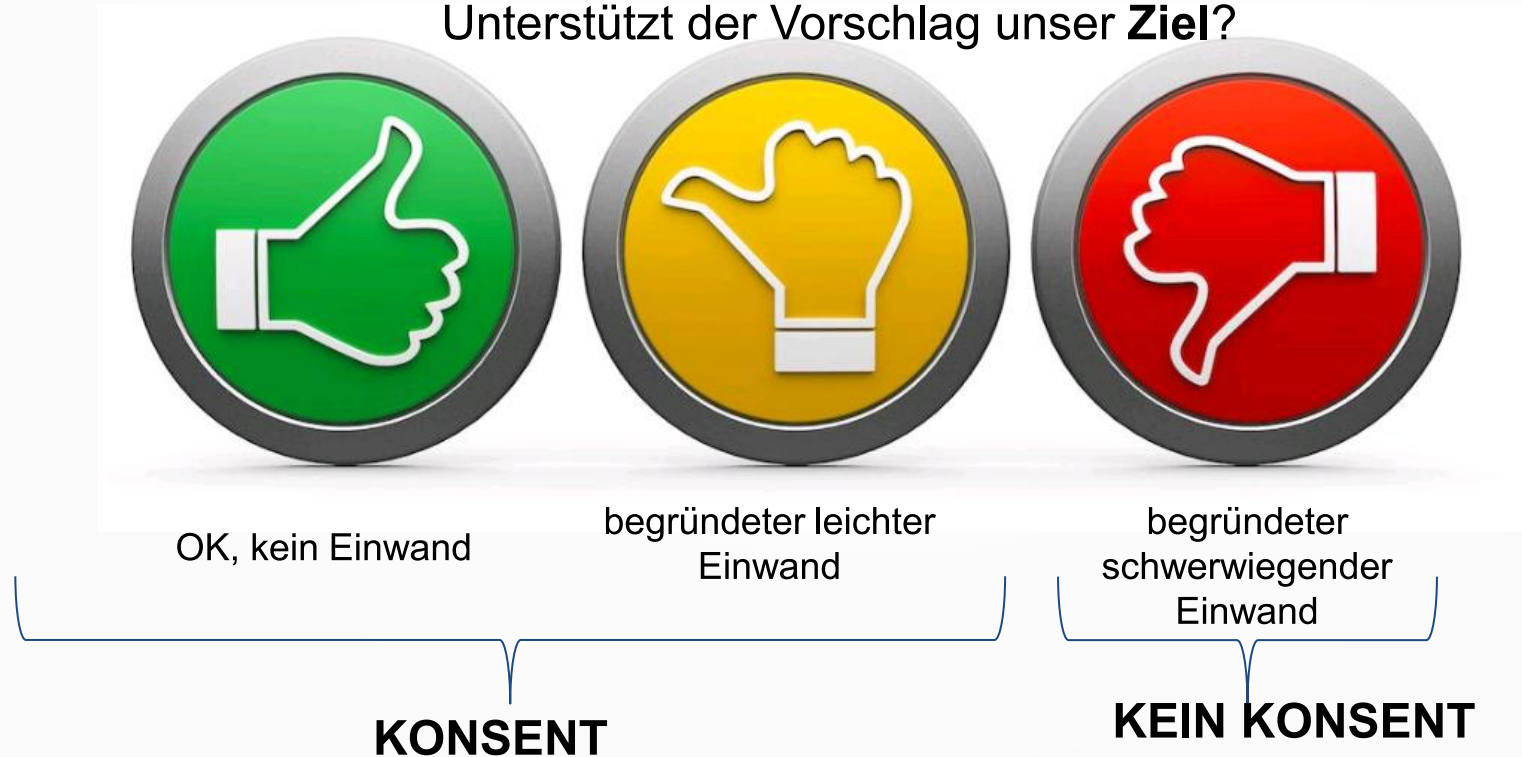 Unterstützt der Vorschlag unser Ziel?
OK, kein Einwand
begründeter leichter
Einwand
begründeter
schwerwiegender
Einwand
KONSENT
KEIN KONSENT